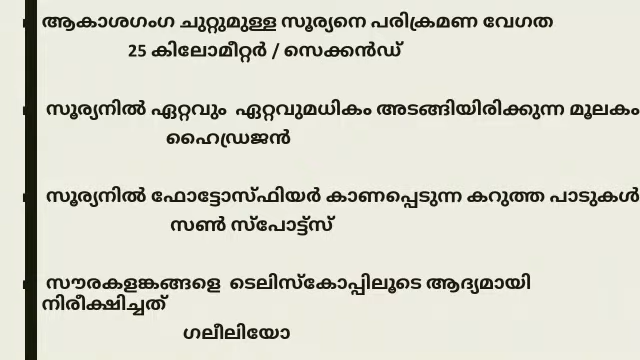 ആകാശഗംഗ ചുറ്റുമുള്ള സൂര്യനെ പരിക്രമണ വേഗത
25 കിലോമീറ്റർ / സെക്കൻഡ്
സൂര്യനിൽ ഏറ്റവും ഏറ്റവുമധികം അടങ്ങിയിരിക്കുന്ന മൂലകം
ഹൈഡ്രജൻ
സൂര്യനിൽ ഫോട്ടോസ്ഫിയർ കാണപ്പെടുന്ന കറുത്ത പാടുകൾ
സൺ സ്പോട്ട്സ്
സൗരകളങ്കങ്ങളെ ടെലിസ്കോപ്പിലൂടെ ആദ്യമായി
നിരീക്ഷിച്ചത്
ഗലീലിയോ